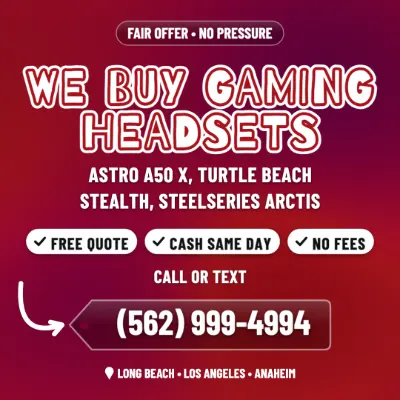 FAIR OFFER • NO PRESSURE
WE BUY GAMING
HEADSETS
ASTRO A50 X, TURTLE BEACH
STEALTH, STEELSERIES ARCTIS
✓ FREE QUOTE ✓ CASH SAME DAY ✓ NO FEES
CALL OR TEXT
(562) 999-4994
LONG BEACH • LOS ANGELES • ANAHEIM